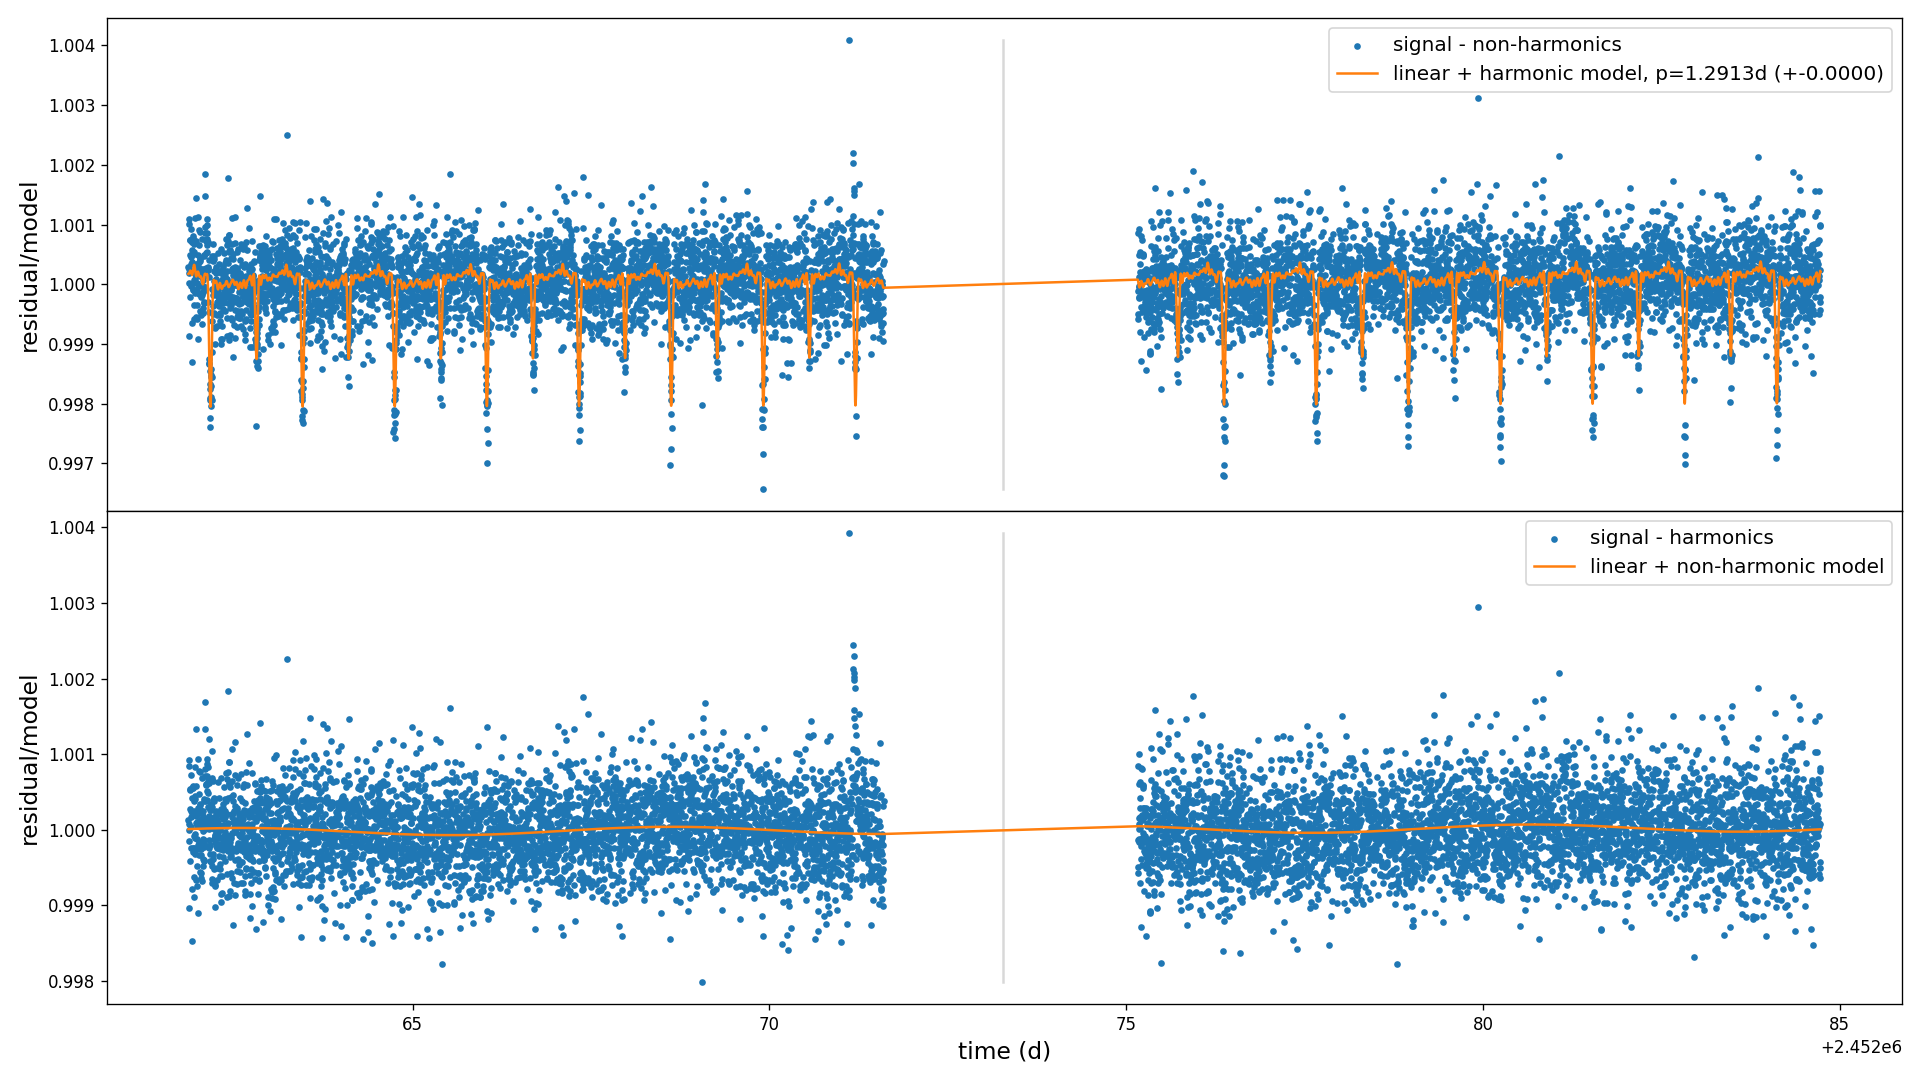 signal - non-harmonics
linear + harmonic model, p=1.2913d (+-0.0000)
residual/model
1.004
1.003
1.002
1.001
1.000
0.999
0.998
0.997
signal - harmonics
linear + non-harmonic model
residual/model
1.004
1.003
1.002
1.001
1.000
0.999
0.998
65 70 75 80 85
time (d)
+2.452e6